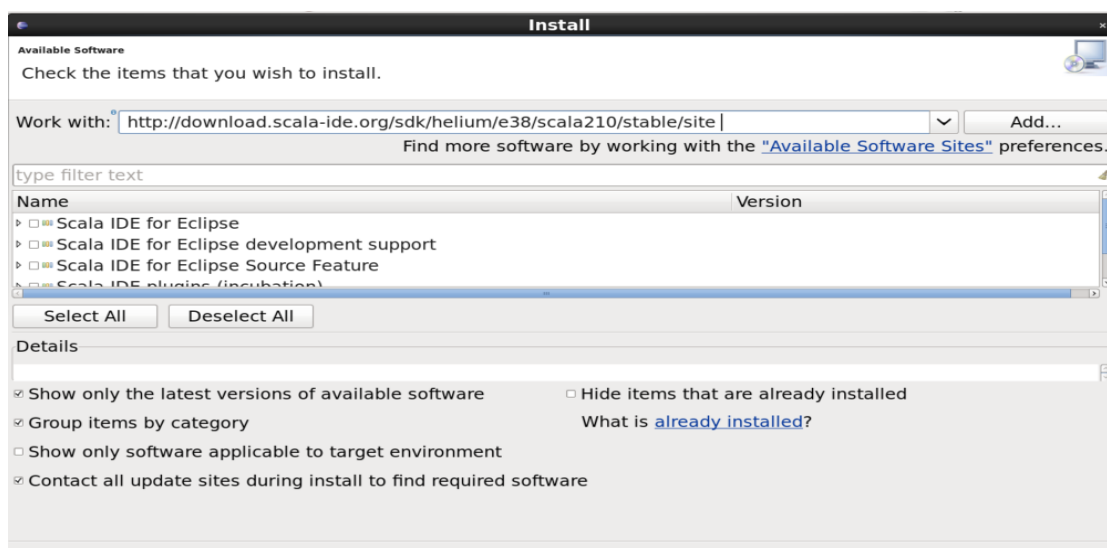 Install
Available Software
Check the items that you wish to install.
Work with: http://download.scala-ide.org/sdk/helium/e38/scala210/stable/site
Add...
Find more software by working with the "Available Software Sites" preferences.
type filter text
Name Version
Scala IDE for Eclipse
Scala IDE for Eclipse development support
Scala IDE for Eclipse Source Feature
Scala IDE plugins (incubation)
Select All Deselect All
Details
Show only the latest versions of available software Hide items that are already installed
Group items by category What is already installed?
Show only software applicable to target environment
Contact all update sites during install to find required software